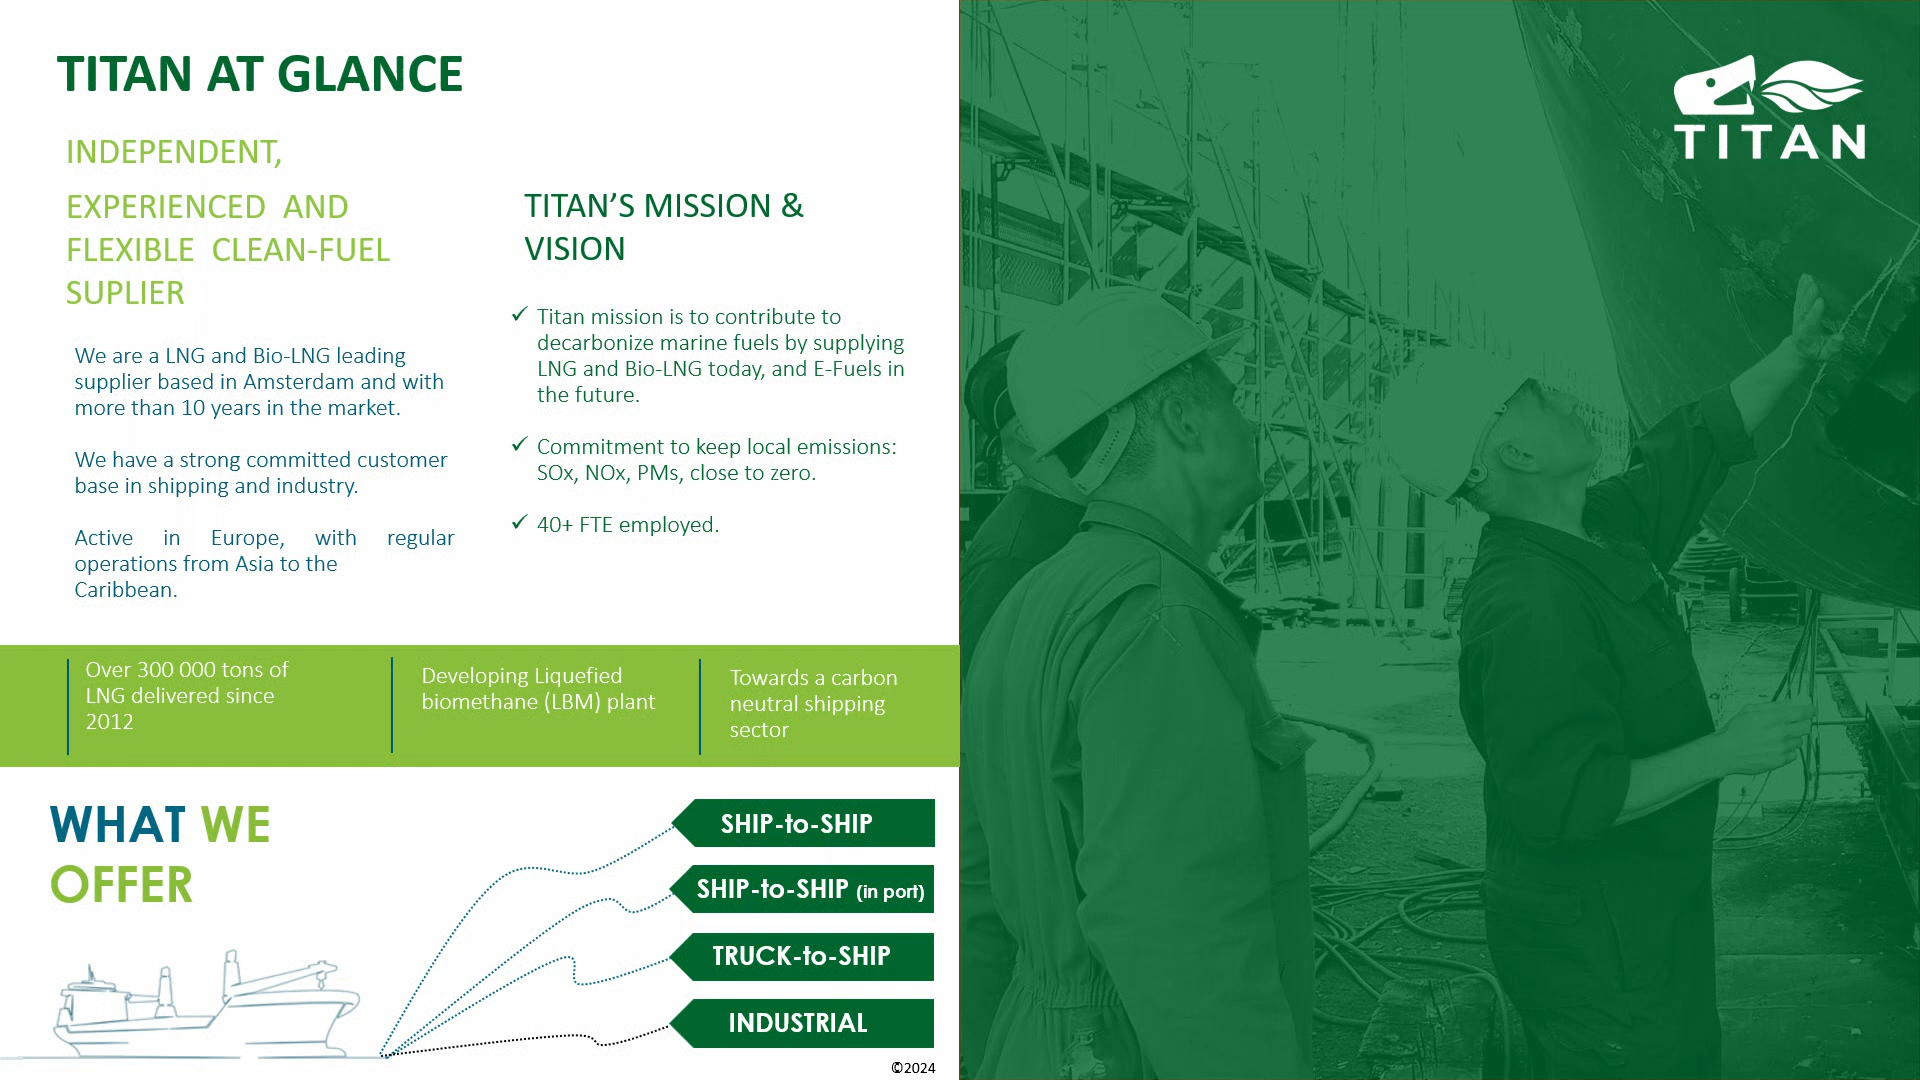 TITAN AT GLANCE
INDEPENDENT,
EXPERIENCED AND
FLEXIBLE CLEAN-FUEL
SUPLIER
We are a LNG and Bio-LNG leading
supplier based in Amsterdam and with
more than 10 years in the market.
We have a strong committed customer
base in shipping and industry.
Active in Europe, with regular
operations from Asia to the
Caribbean.
TITAN’S MISSION &
VISION
✓ Titan mission is to contribute to
decarbonize marine fuels by supplying
LNG and Bio-LNG today, and E-Fuels in
the future.
✓ Commitment to keep local emissions:
SOx, NOx, PMs, close to zero.
✓ 40+ FTE employed.
TITAN
Over 300 000 tons of
LNG delivered since
2012
Developing Liquefied
biomethane (LBM) plant
Towards a carbon
neutral shipping
sector
WHAT WE
OFFER
SHIP-to-SHIP
SHIP-to-SHIP (in port)
TRUCK-to-SHIP
INDUSTRIAL
©2024